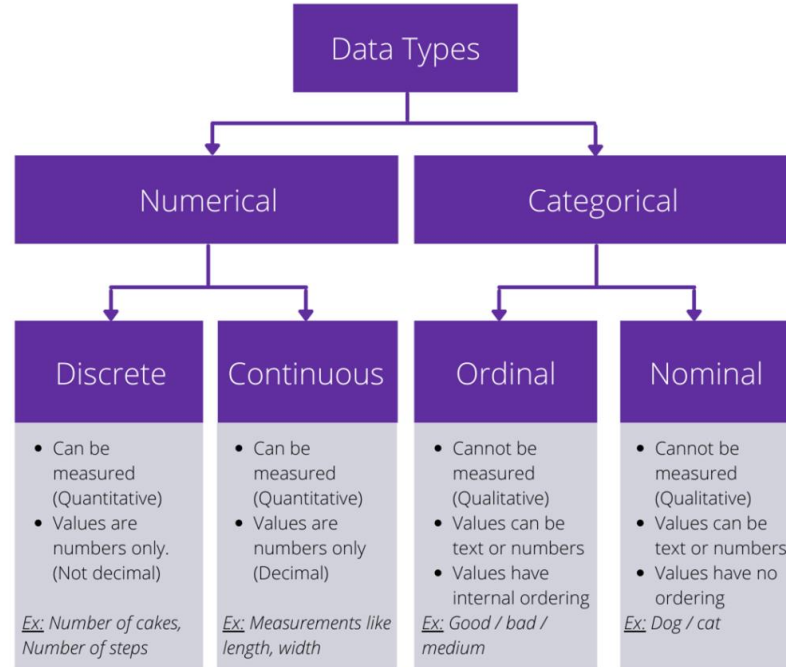 Data Types
Numerical
Categorical
Discrete
• Can be
measured
(Quantitative)
• Values are
numbers only.
(Not decimal)
Ex: Number of cakes,
Number of steps
Continuous
• Can be
measured
(Quantitative)
• Values are
numbers only
(Decimal)
Ex: Measurements like
length, width
Ordinal
• Cannot be
measured
(Qualitative)
• Values can be
text or numbers
• Values have
internal ordering
Ex: Good / bad /
medium
Nominal
• Cannot be
measured
(Qualitative)
• Values can be
text or numbers
• Values have no
ordering
Ex: Dog / cat